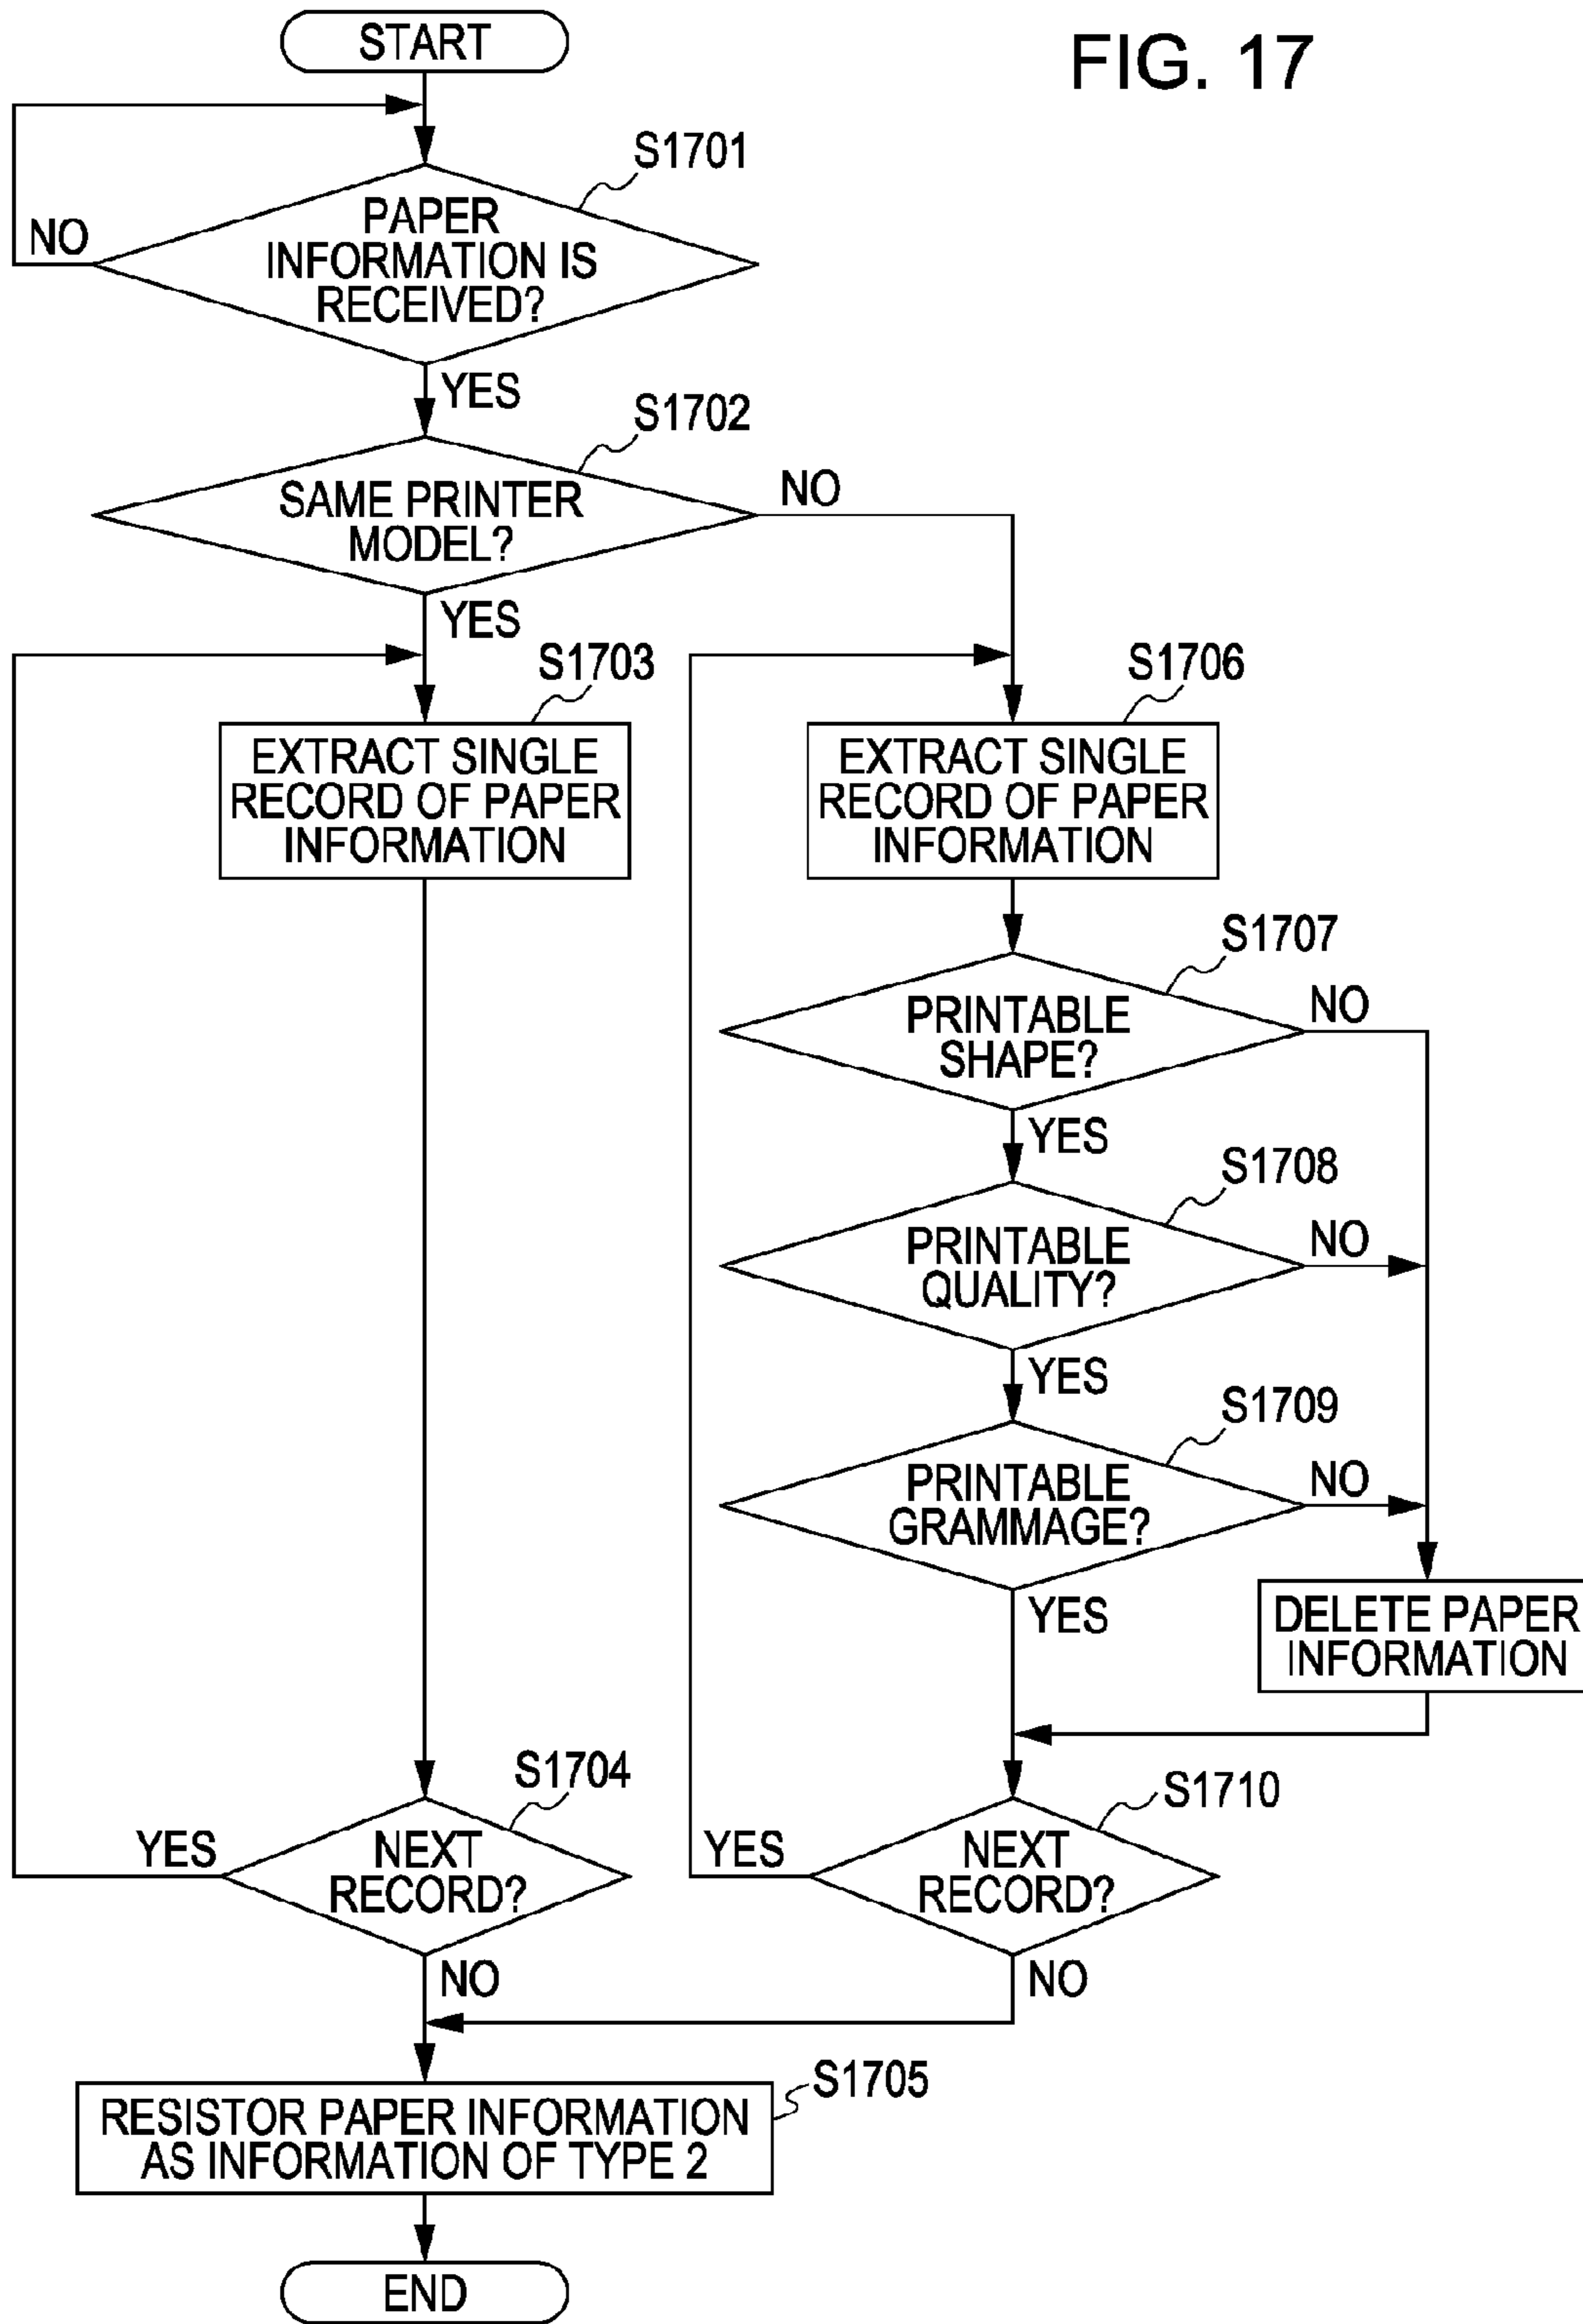 FIG. 17
START
S1701
PAPER
INFORMATION IS
RECEIVED?
NO
YES
S1702
SAME PRINTER
MODEL?
NO
YES
S1703
EXTRACT SINGLE
RECORD OF PAPER
INFORMATION
S1706
EXTRACT SINGLE
RECORD OF PAPER
INFORMATION
S1707
PRINTABLE
SHAPE?
NO
YES
S1708
PRINTABLE
QUALITY?
NO
YES
S1709
PRINTABLE
GRAMMAGE?
NO
YES
DELETE PAPER
INFORMATION
S1704
NEXT
RECORD?
YES
NO
S1710
NEXT
RECORD?
YES
NO
S1705
RESISTOR PAPER INFORMATION
AS INFORMATION OF TYPE 2
END